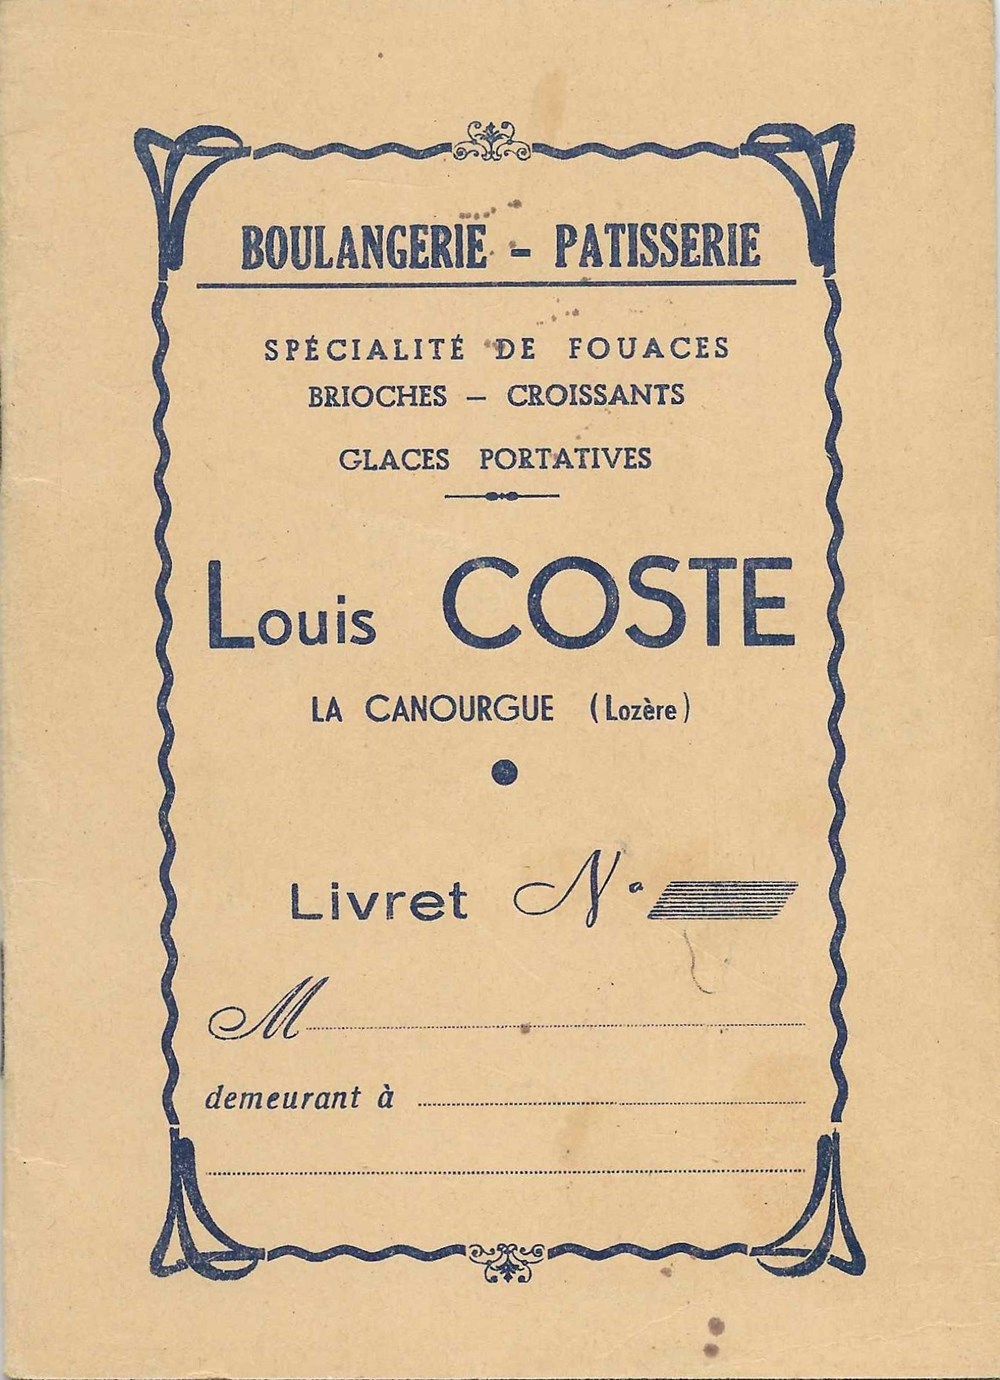 BOULANGERIE - PATISSERIE
SPÉCIALITÉ DE FOUACES
BRIOCHES – CROISSANTS
GLACES PORTATIVES
Louis COSTE
LA CANOURGUE (Lozère)
Livret N°
M
demeurant à